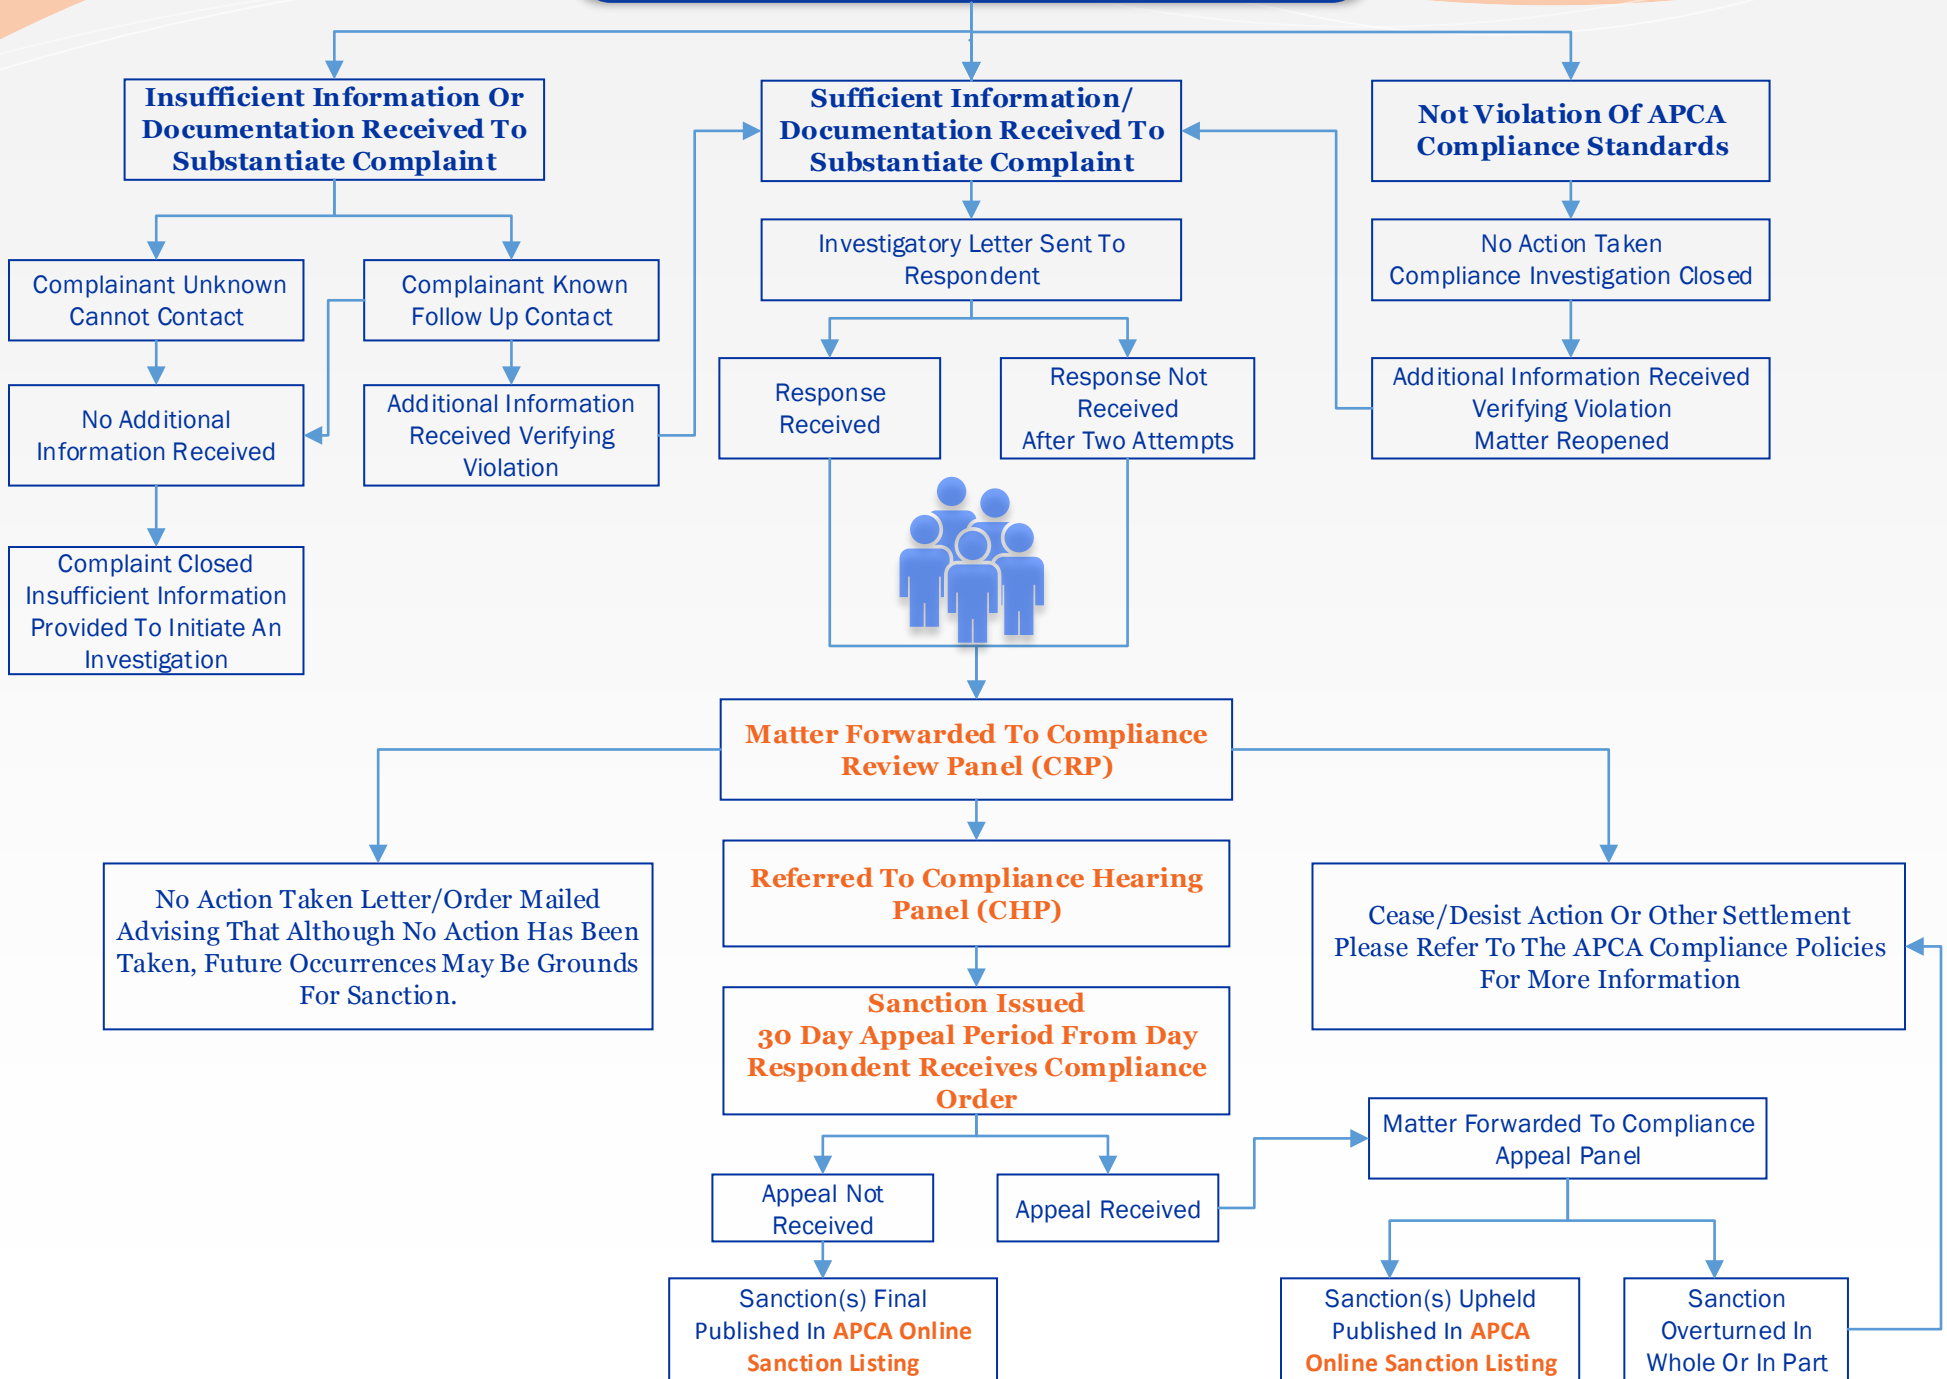 Insufficient Information Or
Documentation Received To
Substantiate Complaint
Sufficient Information/
Documentation Received To
Substantiate Complaint
Not Violation Of APCA
Compliance Standards
Complainant Unknown
Cannot Contact
Complainant Known
Follow Up Contact
Investigatory Letter Sent To
Respondent
No Action Taken
Compliance Investigation Closed
No Additional
Information Received
Additional Information
Received Verifying
Violation
Response
Received
Response Not
Received
After Two Attempts
Additional Information Received
Verifying Violation
Matter Reopened
Complaint Closed
Insufficient Information
Provided To Initiate An
Investigation
Matter Forwarded To Compliance
Review Panel (CRP)
No Action Taken Letter/Order Mailed
Advising That Although No Action Has Been
Taken, Future Occurrences May Be Grounds
For Sanction.
Referred To Compliance Hearing
Panel (CHP)
Cease/Desist Action Or Other Settlement
Please Refer To The APCA Compliance Policies
For More Information
Sanction Issued
30 Day Appeal Period From Day
Respondent Receives Compliance
Order
Matter Forwarded To Compliance
Appeal Panel
Appeal Not
Received
Appeal Received
Sanction(s) Final
Published In APCA Online
Sanction Listing
Sanction(s) Upheld
Published In APCA
Online Sanction Listing
Sanction
Overturned In
Whole Or In Part